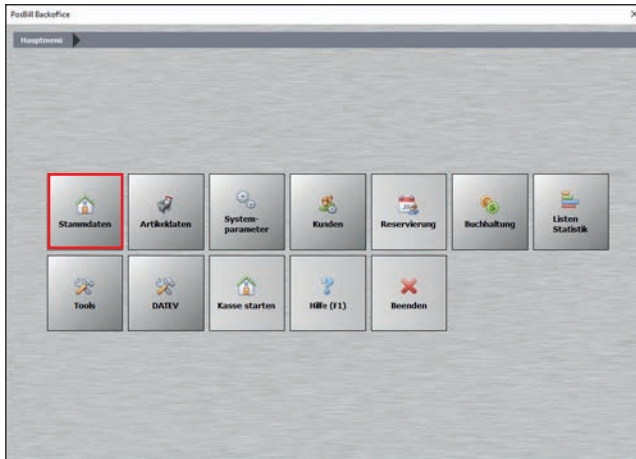 PosBill Backoffice
Hauptmenü
Stammdaten
Artikeldaten
System-
parameter
Kunden
Reservierung
Buchhaltung
Listen
Statistik
Tools
DATEV
Kasse starten
Hilfe (F1)
Beenden